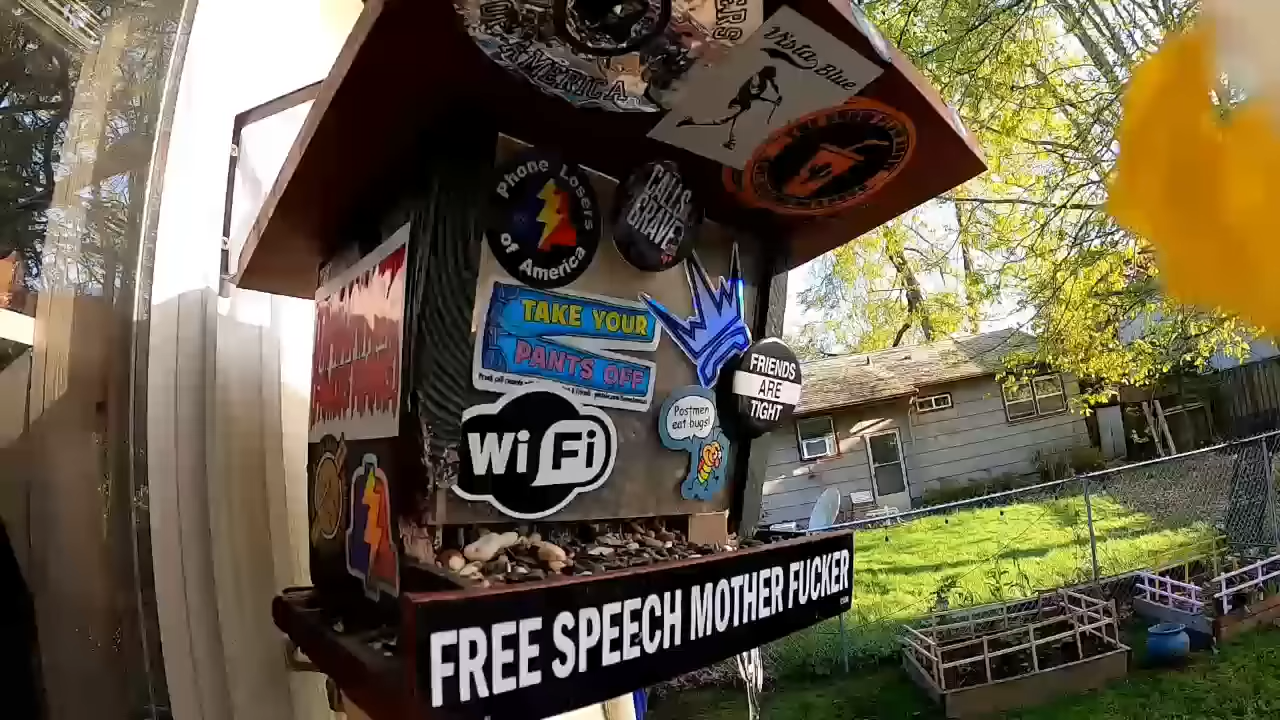 AMERICA
ERS
Vista Blue
Phone Losers
of America
CALLS
GRAVE
TAKE YOUR
PANTS OFF
FRIENDS
ARE
TIGHT
Postmen
eat bugs!
WiFi
FREE SPEECH MOTHER FUCKER